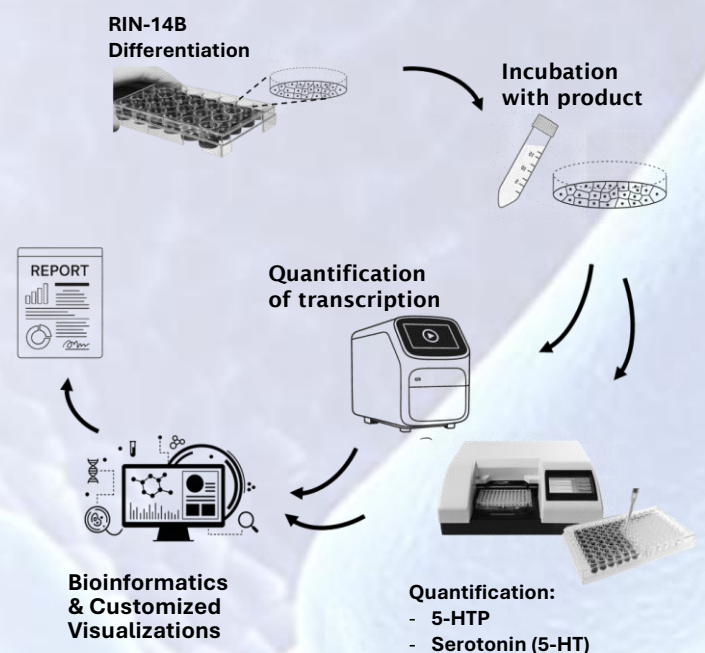 RIN-14B
Differentiation
Incubation
with product
REPORT
Quantification
of transcription
Bioinformatics
& Customized
Visualizations
Quantification:
- 5-HTP
- Serotonin (5-HT)